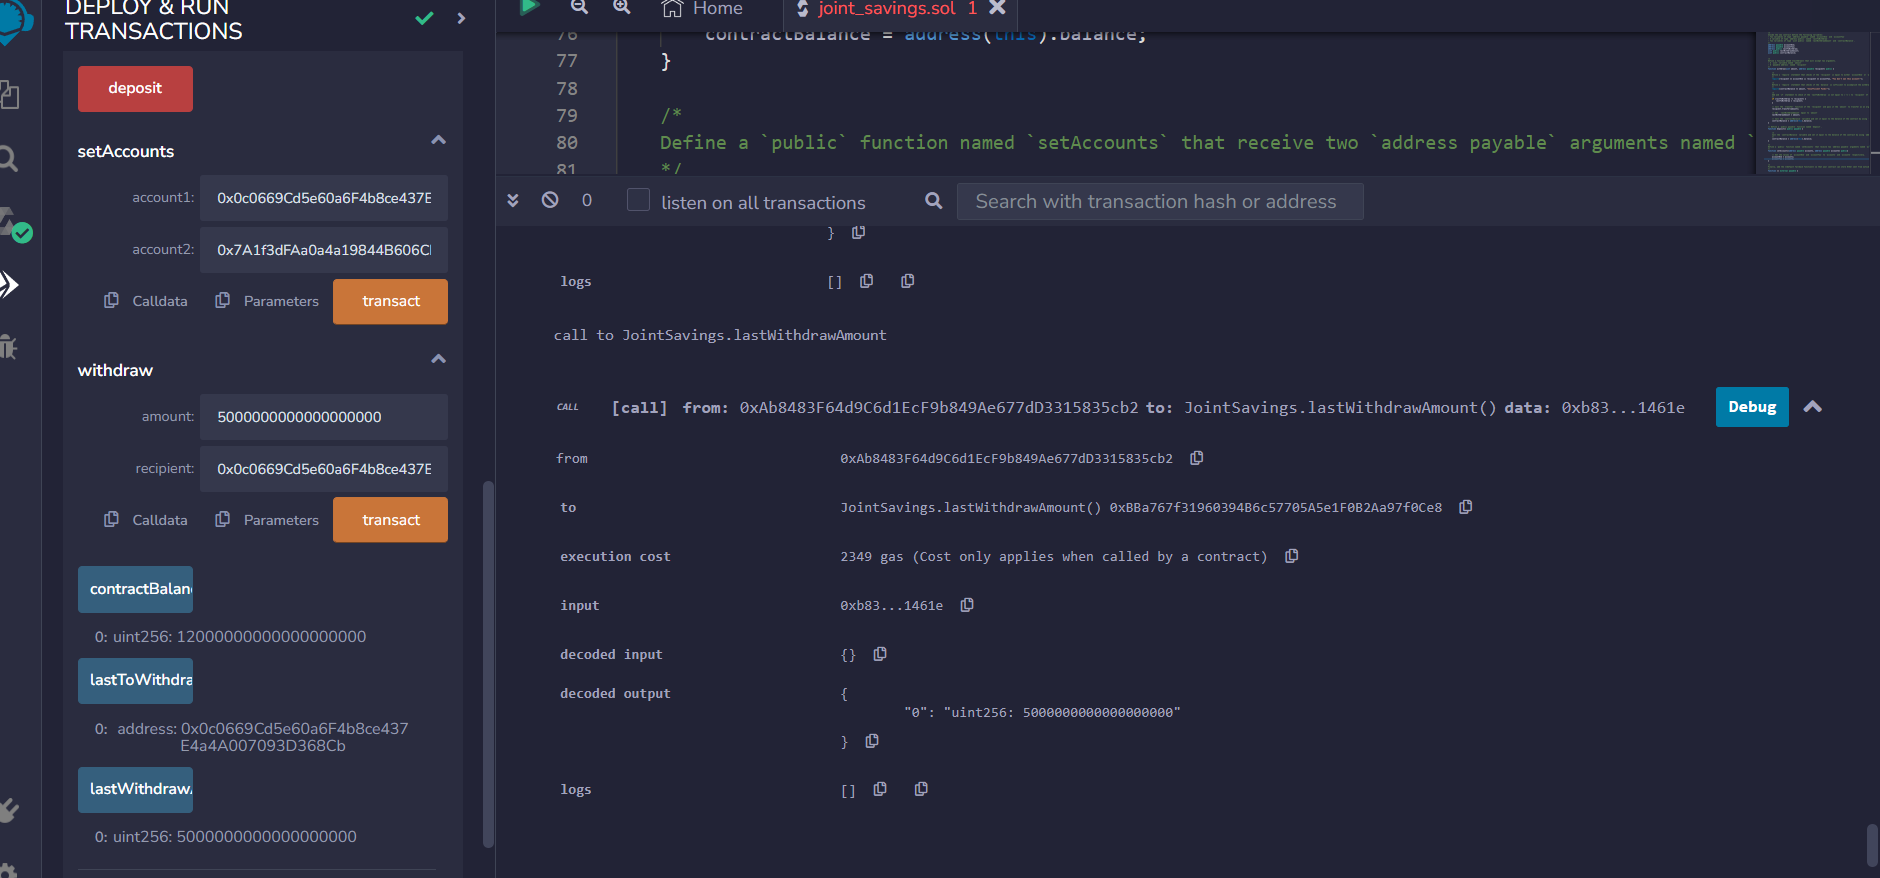 DEPLOY & RUN
TRANSACTIONS
deposit
setAccounts
account1: 0x0c0669Cd5e60a6F4b8ce437E
account2: 0x7A1f3dFAa0a4a19844B606C
Calldata Parameters transact
withdraw
amount: 5000000000000000000
recipient: 0x0c0669Cd5e60a6F4b8ce437E
Calldata Parameters transact
contractBalan
0: uint256: 12000000000000000000
lastToWithdra
0: address: 0x0c0669Cd5e60a6F4b8ce437
E4a4A007093D368Cb
lastWithdraw
0: uint256: 5000000000000000000
Home joint_savings.sol 1
76 contractBalance = address(this).balance;
77 }
78
79 /*
80 Define a `public` function named `setAccounts` that receive two `address payable` arguments named `
81 */
0 listen on all transactions Search with transaction hash or address
}
logs []
call to JointSavings.lastWithdrawAmount
CALL [call] from: 0xAb8483F64d9C6d1EcF9b849Ae677dD3315835cb2 to: JointSavings.lastWithdrawAmount() data: 0xb83...1461e Debug
from 0xAb8483F64d9C6d1EcF9b849Ae677dD3315835cb2
to JointSavings.lastWithdrawAmount() 0xBBa767f31960394B6c57705A5e1F0B2Aa97f0Ce8
execution cost 2349 gas (Cost only applies when called by a contract)
input 0xb83...1461e
decoded input {}
decoded output {
"0": "uint256: 5000000000000000000"
}
logs []